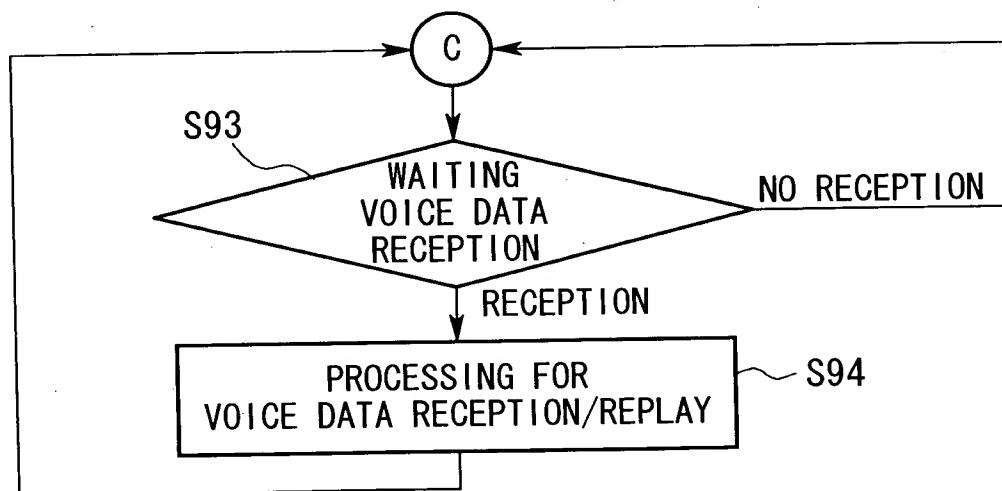 C
S93
WAITING
VOICE DATA
RECEPTION
NO RECEPTION
RECEPTION
PROCESSING FOR
VOICE DATA RECEPTION/REPLAY
S94